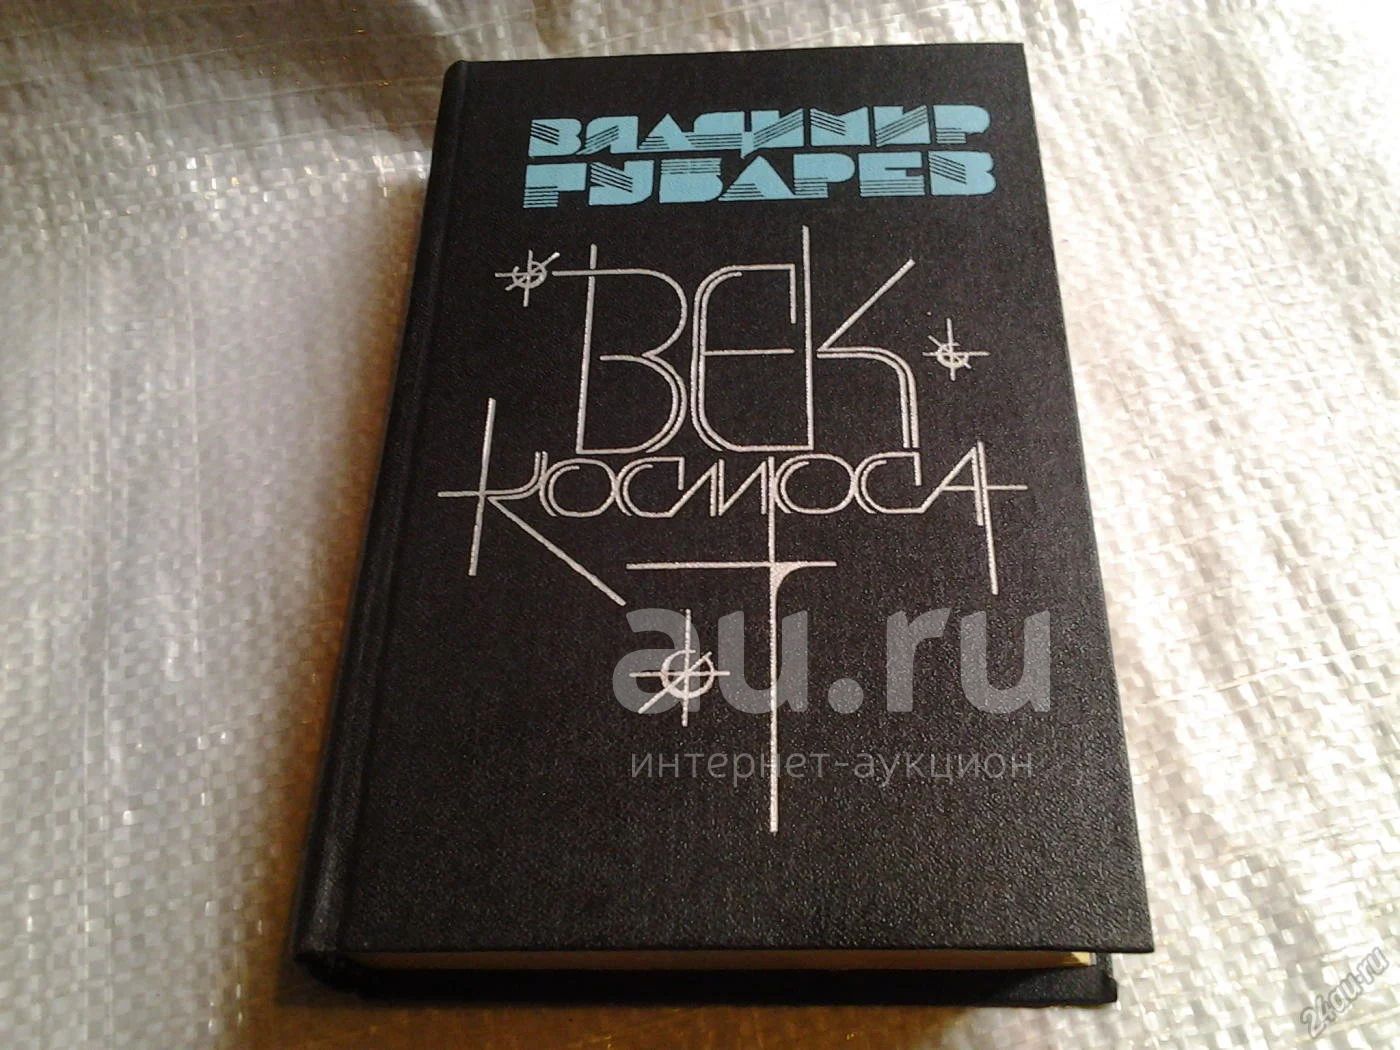 ВЛАДИМИР
ГУБАРЕВ
ВЕК
КОСМОСА
au.ru
интернет-аукцион
24au.ru